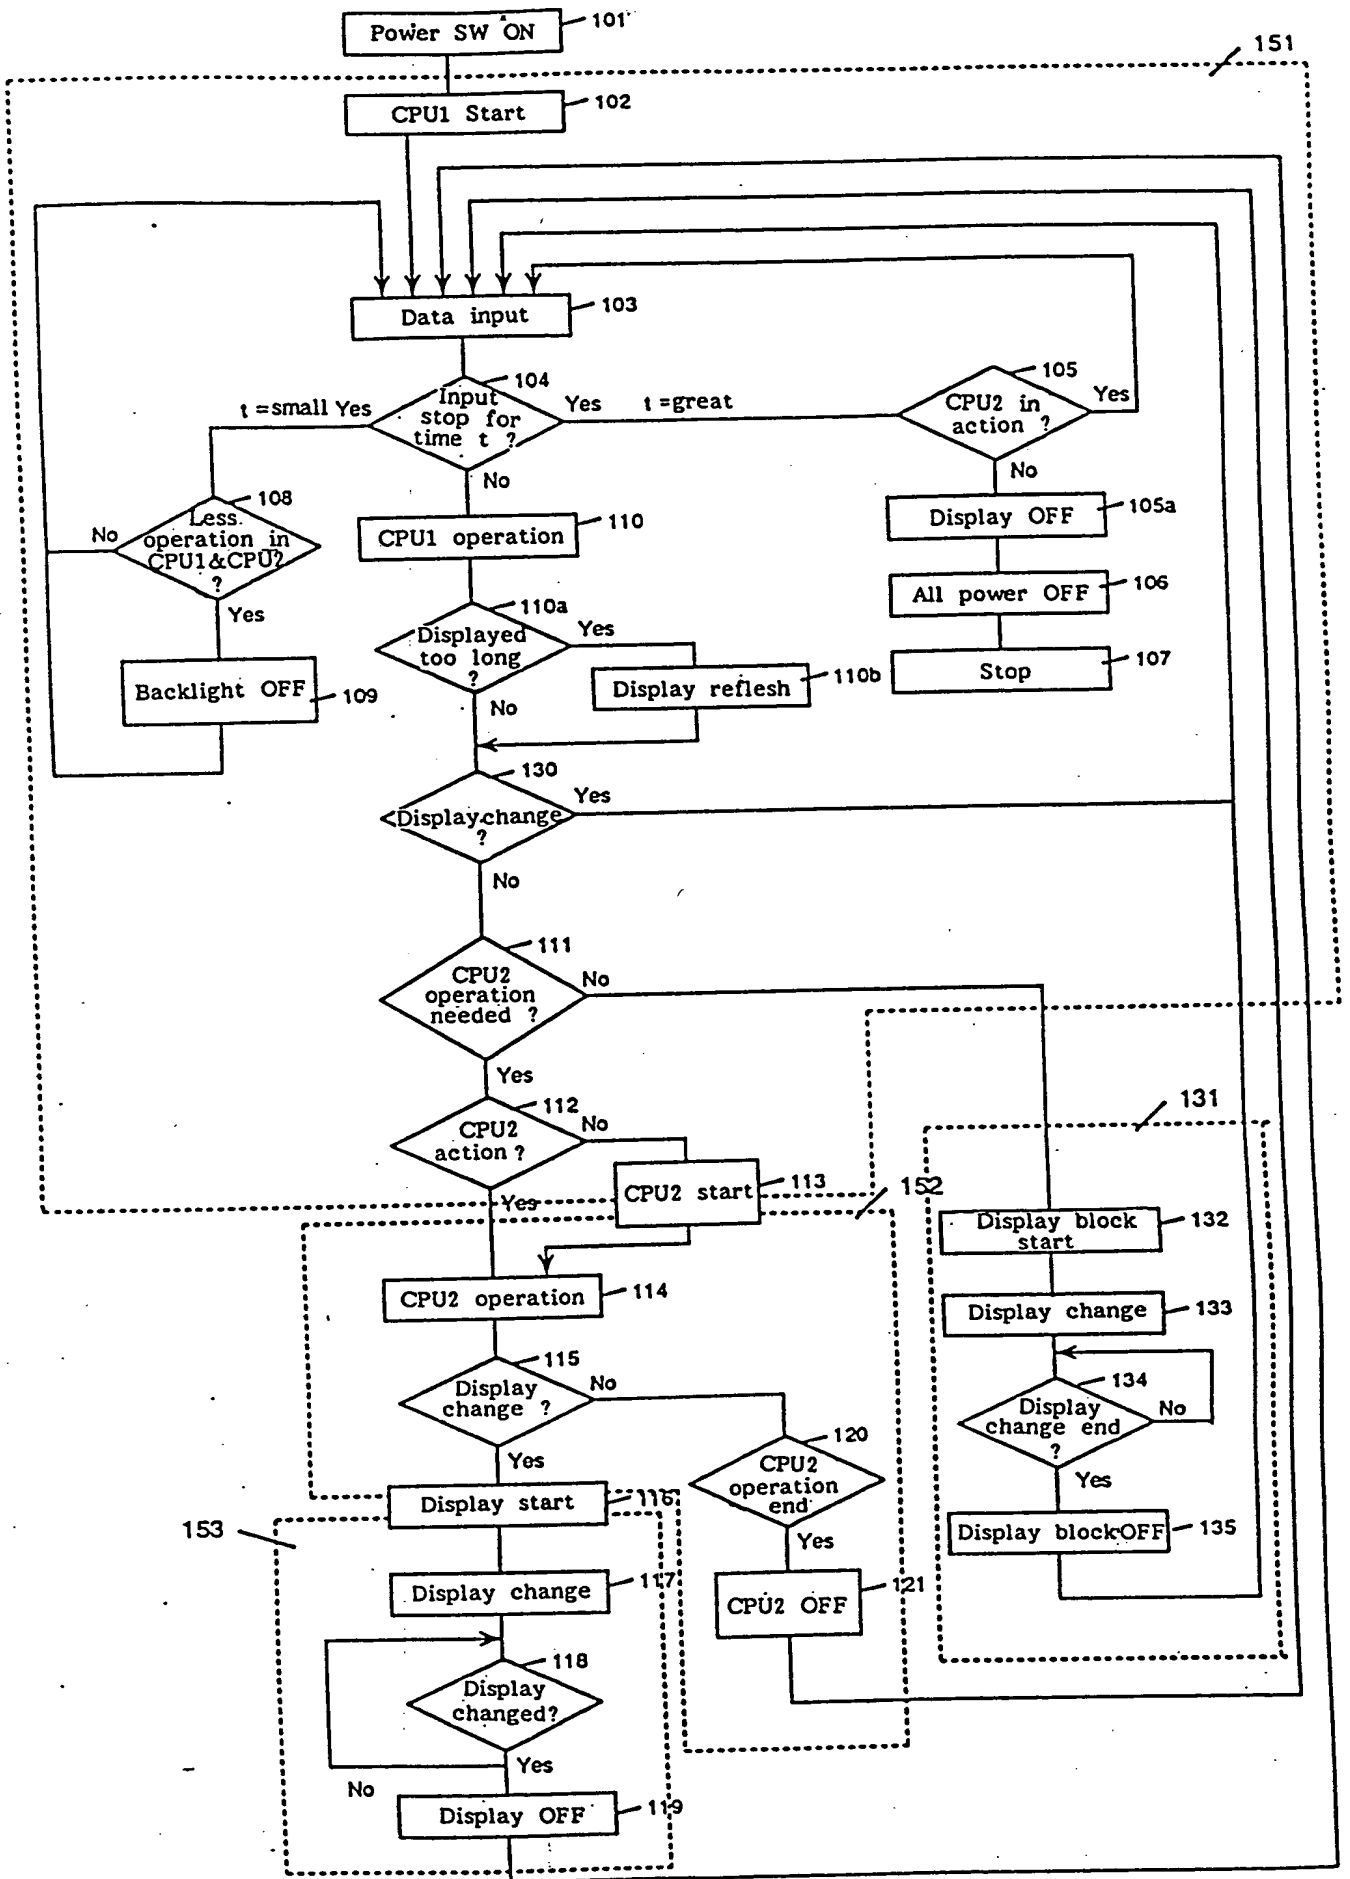 Power SW ON
101
151
CPU1 Start
102
Data input
103
104
Input
stop for
time t ?
t=small Yes
Yes
t=great
No
105
CPU2 in
action ?
Yes
No
108
Less
operation in
CPU1&CPU2
?
No
Yes
CPU1 operation
110
Display OFF
105a
All power OFF
106
Stop
107
110a
Displayed
too long
?
Yes
No
Display reflesh
110b
Backlight OFF
109
130
Display change
?
Yes
No
111
CPU2
operation
needed ?
No
Yes
112
CPU2
action ?
No
Yes
CPU2 start
113
152
131
Display block
start
132
CPU2 operation
114
Display change
133
115
Display
change ?
No
Yes
134
Display
change end
?
No
Yes
120
CPU2
operation
end
Yes
Display start
116
153
Display block OFF
135
Display change
117
CPU2 OFF
121
118
Display
changed?
Yes
No
Display OFF
119